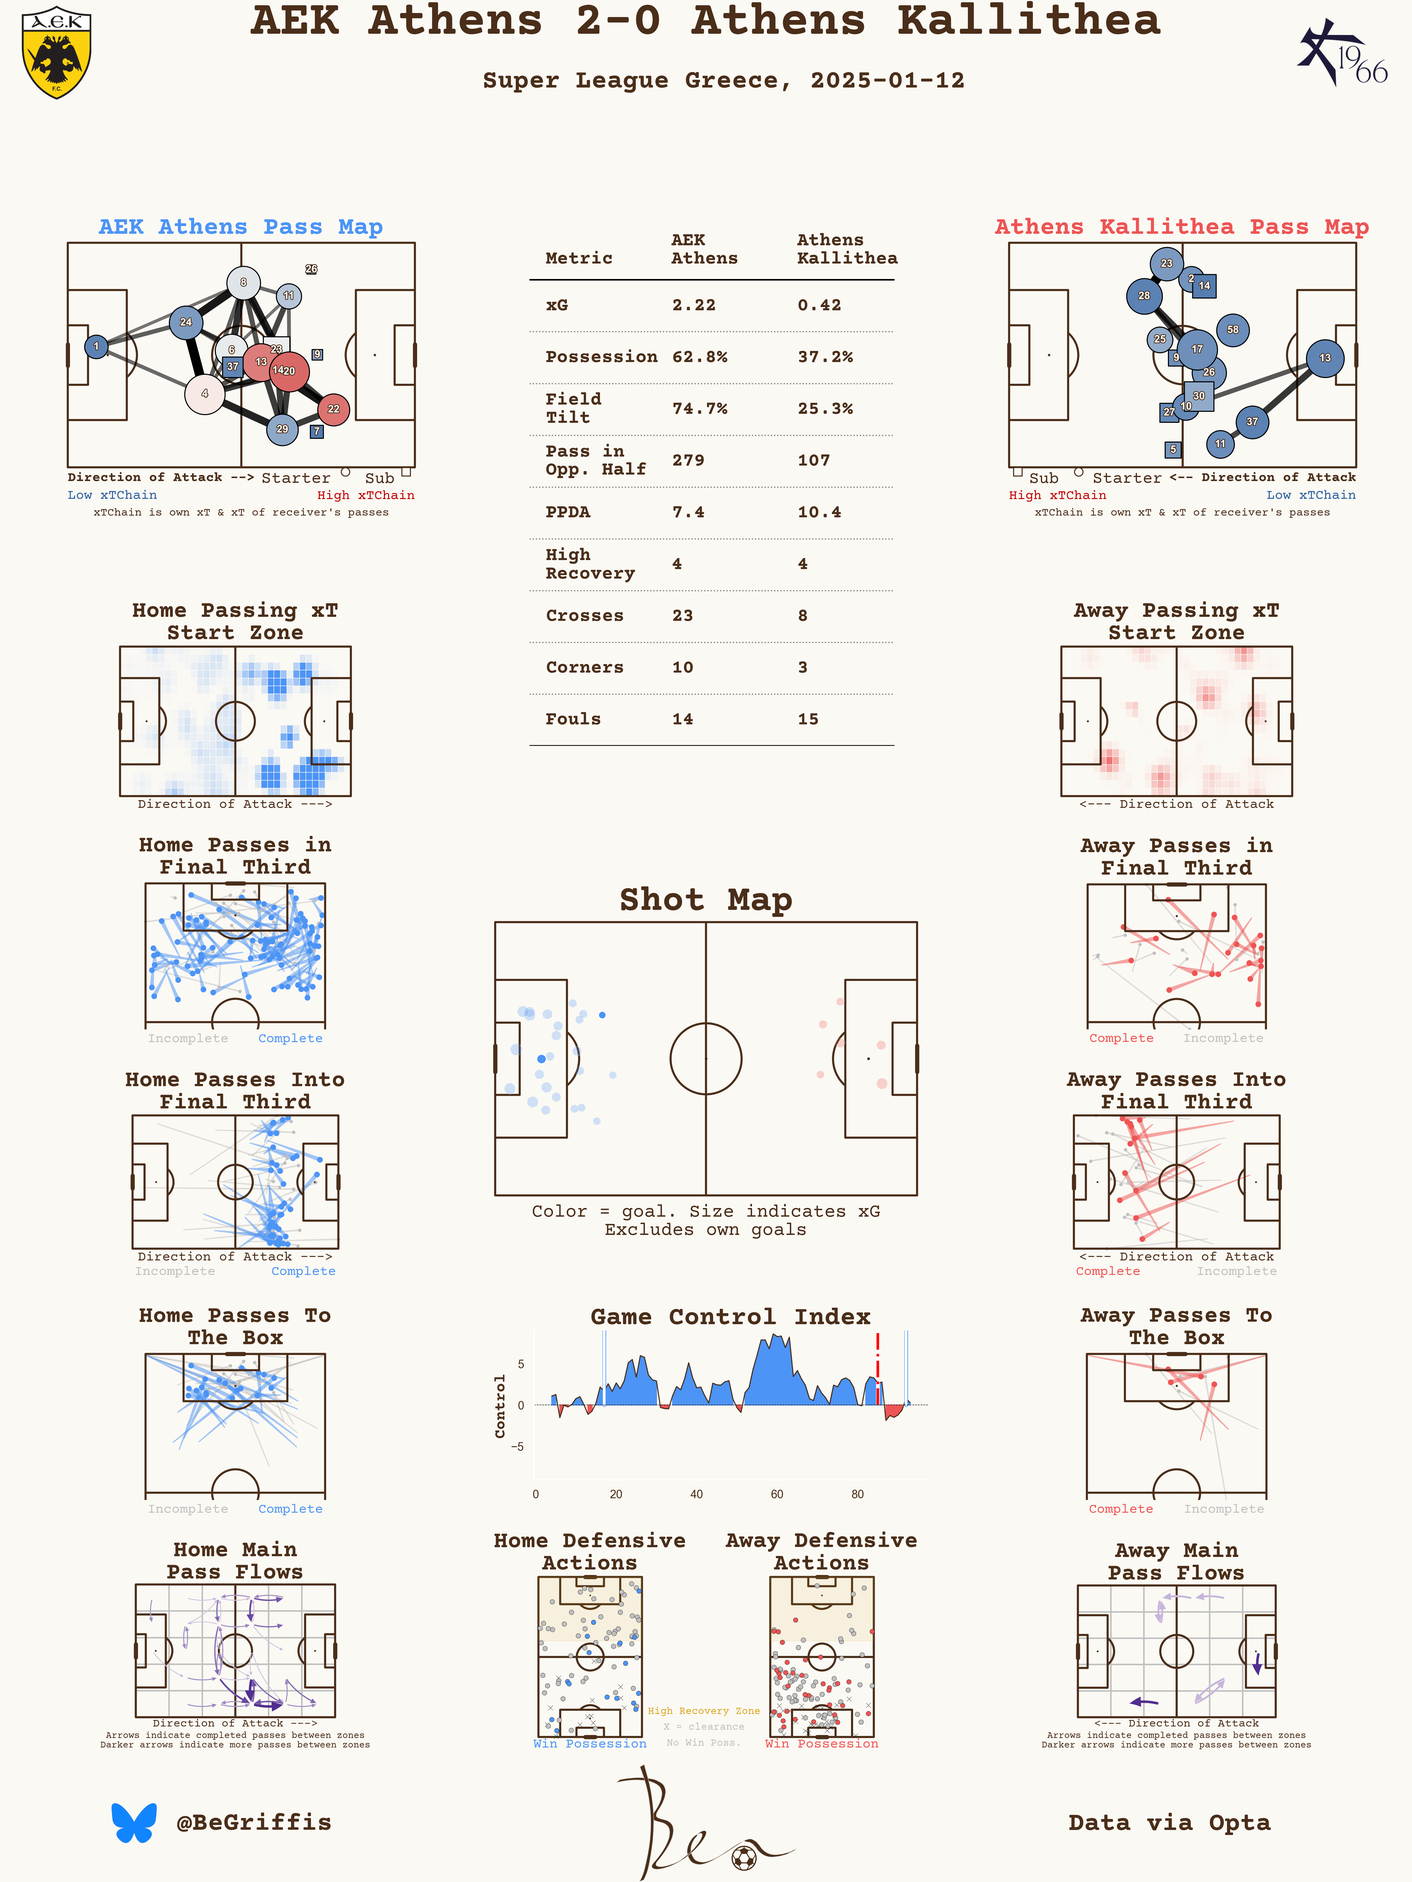 AEK Athens 2-0 Athens Kallithea
Super League Greece, 2025-01-12
A.E.K
F.C.
1966
AEK Athens Pass Map
26
8
11
24
1
6
23
9
37
13
14
20
4
22
29
7
Direction of Attack --> Starter Sub
Low xTChain High xTChain
xTChain is own xT & xT of receiver's passes
Metric AEK Athens Athens Kallithea
xG 2.22 0.42
Possession 62.8% 37.2%
Field Tilt 74.7% 25.3%
Pass in Opp. Half 279 107
PPDA 7.4 10.4
High Recovery 4 4
Crosses 23 8
Corners 10 3
Fouls 14 15
Athens Kallithea Pass Map
23
2
14
28
58
25
17
9
13
26
30
27
10
37
11
5
Sub Starter <-- Direction of Attack
High xTChain Low xTChain
xTChain is own xT & xT of receiver's passes
Home Passing xT
Start Zone
Direction of Attack --->
Away Passing xT
Start Zone
<--- Direction of Attack
Home Passes in
Final Third
Incomplete Complete
Away Passes in
Final Third
Complete Incomplete
Shot Map
Color = goal. Size indicates xG
Excludes own goals
Home Passes Into
Final Third
Direction of Attack --->
Incomplete Complete
Away Passes Into
Final Third
<--- Direction of Attack
Complete Incomplete
Home Passes To
The Box
Incomplete Complete
Game Control Index
Control
5
0
−5
0 20 40 60 80
Away Passes To
The Box
Complete Incomplete
Home Main
Pass Flows
Direction of Attack --->
Arrows indicate completed passes between zones
Darker arrows indicate more passes between zones
Home Defensive
Actions
Win Possession
High Recovery Zone
X = clearance
No Win Poss.
Away Defensive
Actions
Win Possession
Away Main
Pass Flows
<--- Direction of Attack
Arrows indicate completed passes between zones
Darker arrows indicate more passes between zones
@BeGriffis
Ben
Data via Opta